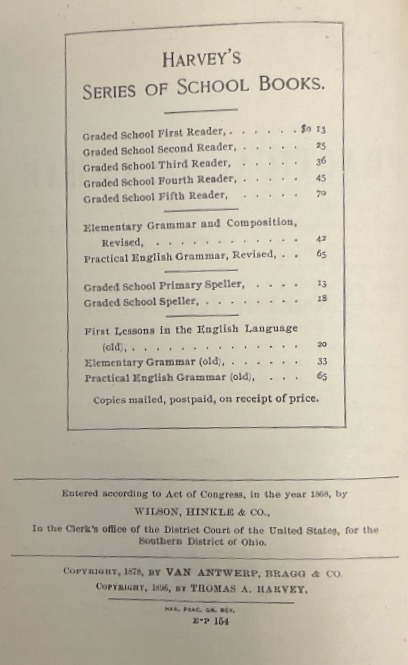 HARVEY'S
SERIES OF SCHOOL BOOKS.
Graded School First Reader, . . . . . . $0 13
Graded School Second Reader, . . . . . 25
Graded School Third Reader, . . . . . 36
Graded School Fourth Reader, . . . . . 45
Graded School Fifth Reader, . . . . . 70
Elementary Grammar and Composition,
Revised, . . . . . . . . . . . . 42
Practical English Grammar, Revised, . . 65
Graded School Primary Speller, . . . . 13
Graded School Speller, . . . . . . . . 18
First Lessons in the English Language
(old), . . . . . . . . . . . . . . 20
Elementary Grammar (old), . . . . . . 33
Practical English Grammar (old), . . . 65
Copies mailed, postpaid, on receipt of price.
Entered according to Act of Congress, in the year 1868, by
WILSON, HINKLE & CO.,
In the Clerk's office of the District Court of the United States, for the
Southern District of Ohio.
COPYRIGHT, 1878, BY VAN ANTWERP, BRAGG & CO.
COPYRIGHT, 1896, BY THOMAS A. HARVEY.
HAR. PRAC. GR. REV.
E-P 154